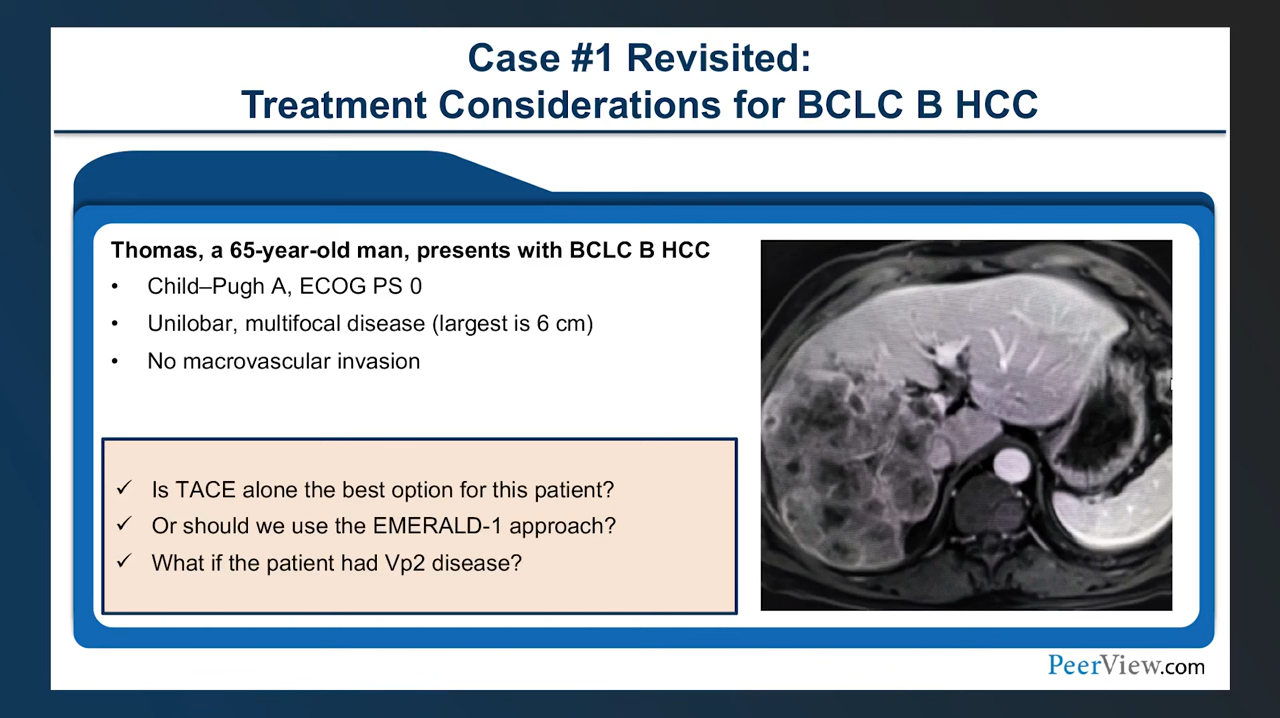 Case #1 Revisited:
Treatment Considerations for BCLC B HCC
Thomas, a 65-year-old man, presents with BCLC B HCC
• Child–Pugh A, ECOG PS 0
• Unilobar, multifocal disease (largest is 6 cm)
• No macrovascular invasion
✓ Is TACE alone the best option for this patient?
✓ Or should we use the EMERALD-1 approach?
✓ What if the patient had Vp2 disease?
PeerView.com